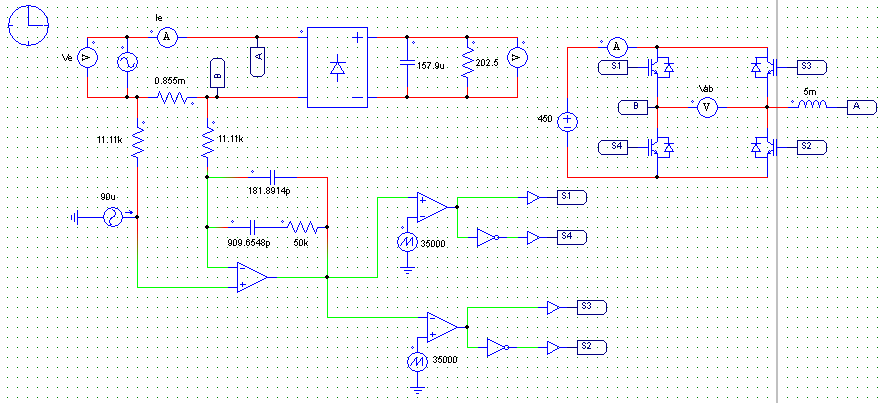 Ie
A
Ve
V
B
A
0.855m
11.11k
11.11k
157.9u
202.5
V
A
450
S1
S3
B
Vab
V
5m
A
S4
S2
90u
181.8914p
909.6548p
50k
35000
S1
S4
35000
S3
S2